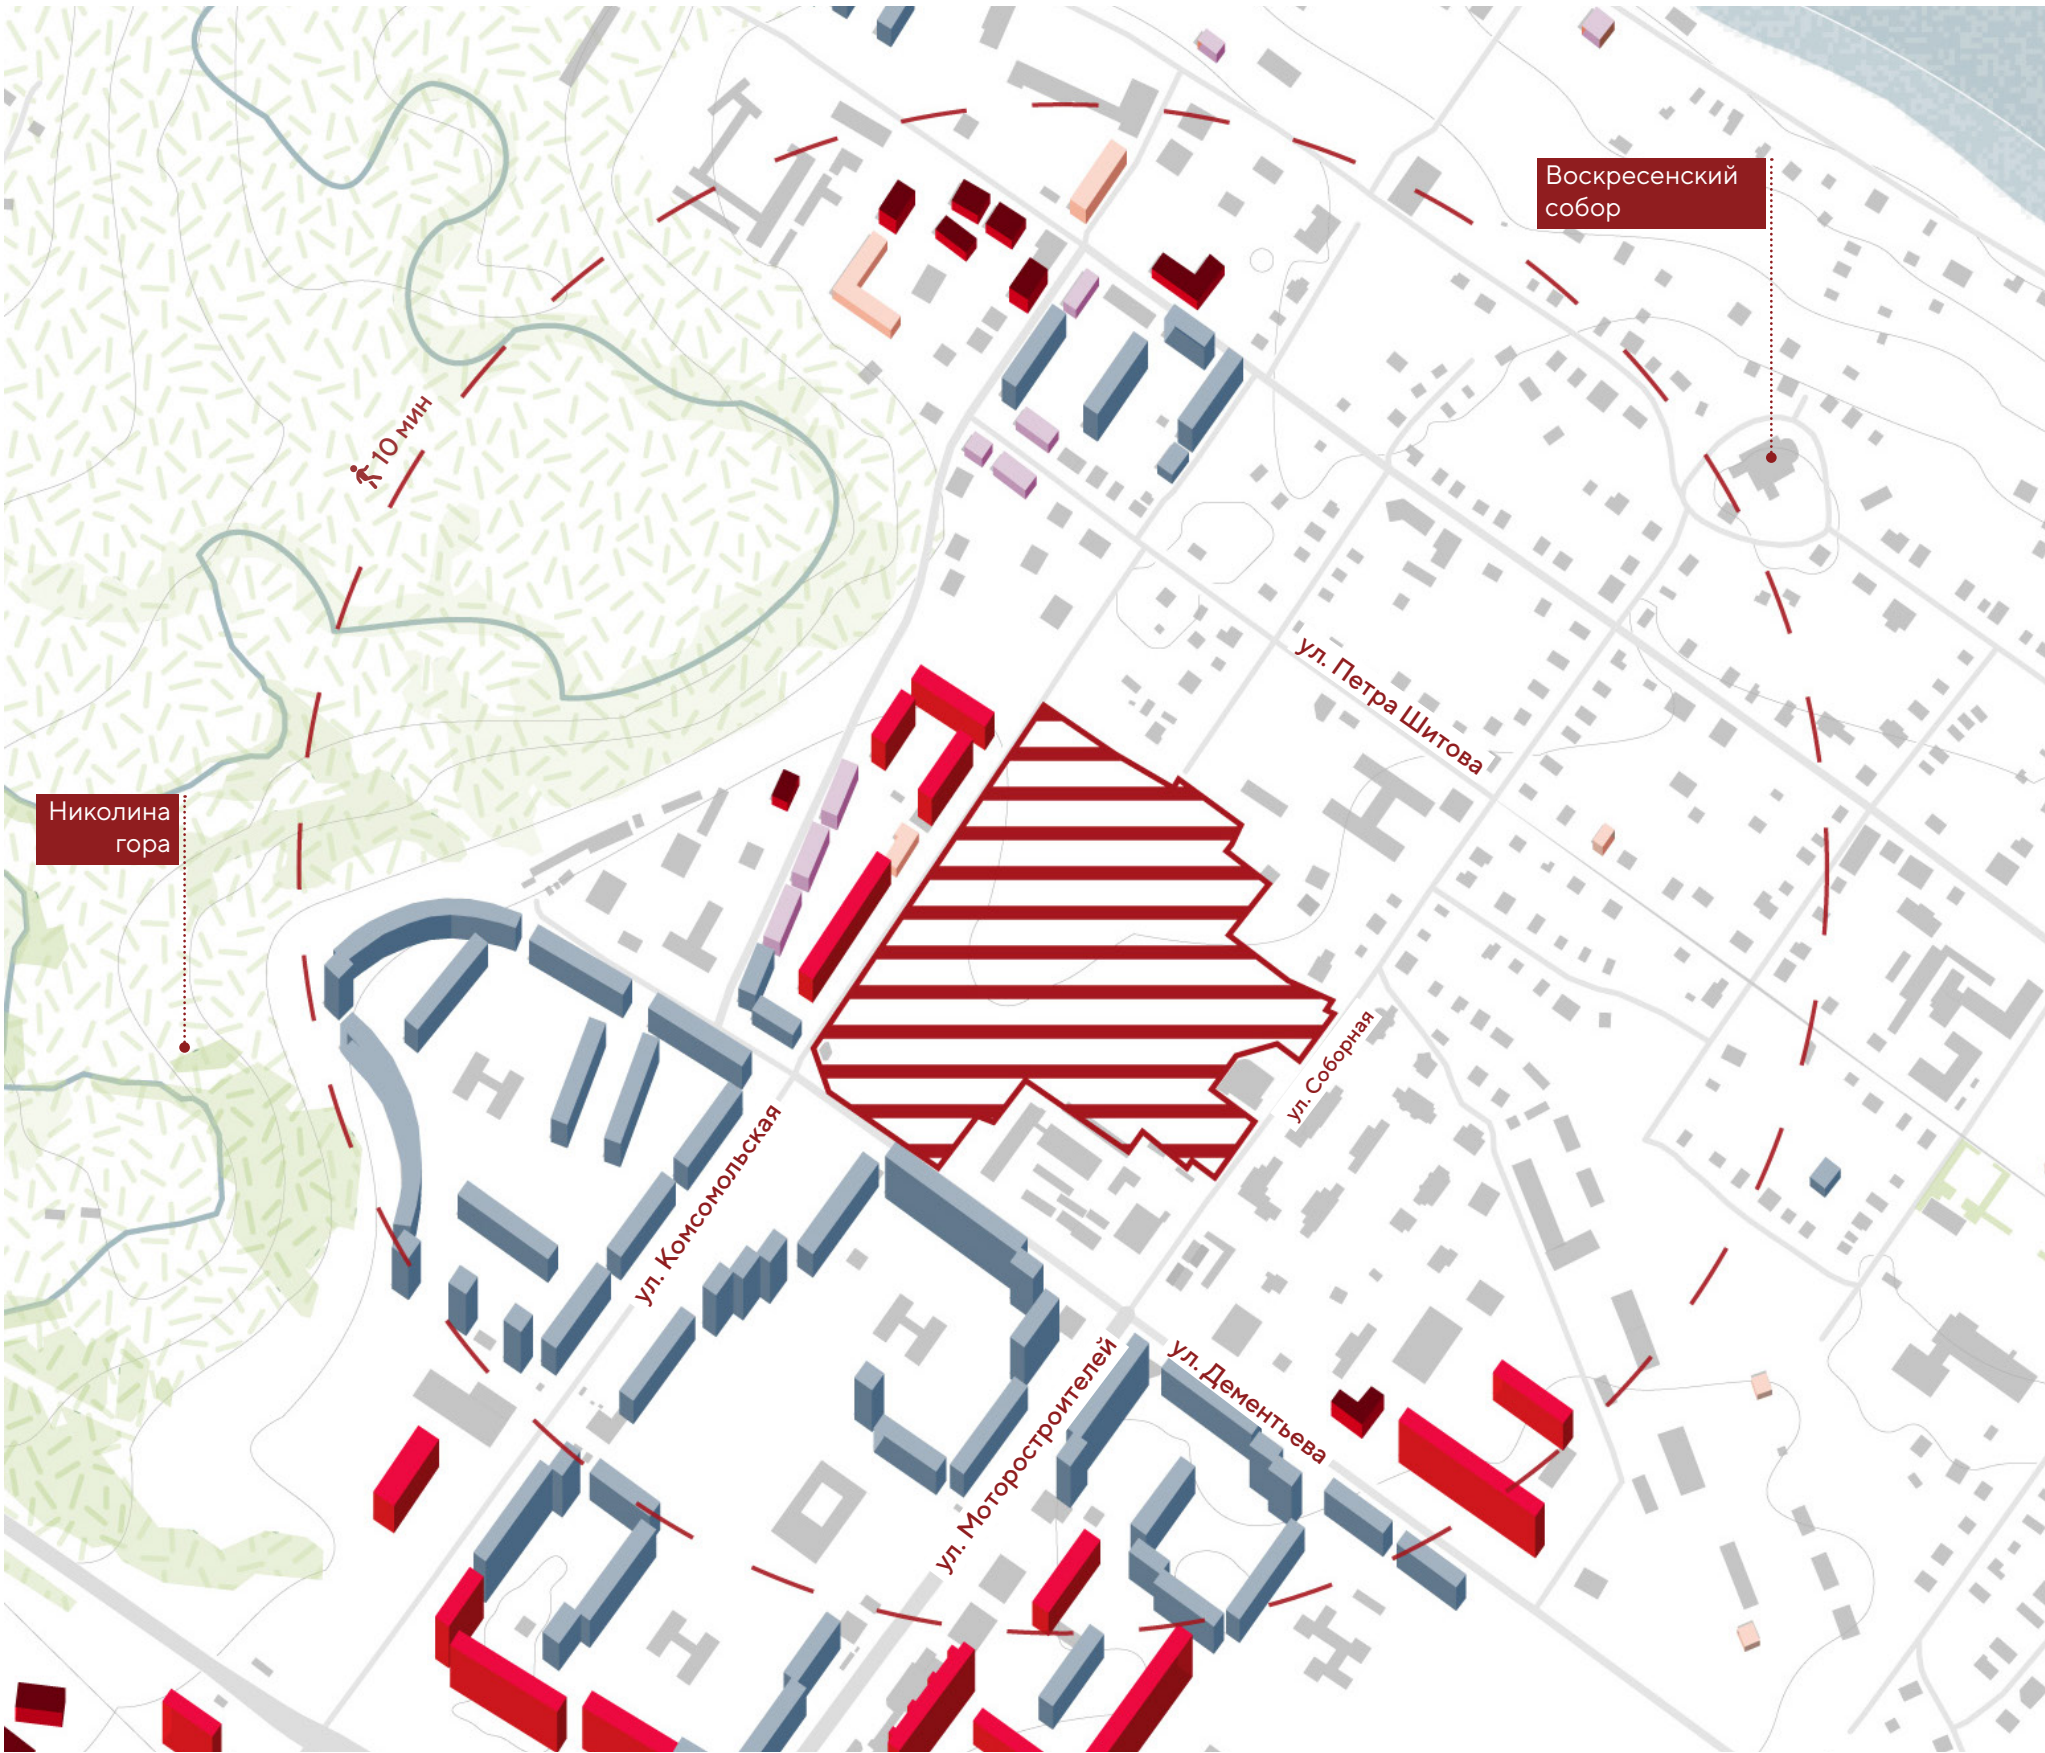 Воскресенский
собор
10 мин
ул. Петра Шитова
Николина
гора
ул. Соборная
ул. Комсомольская
ул. Моторостроителей
ул. Дементьева